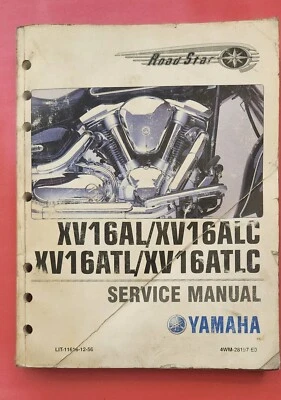 Road Star
XV16AL/XV16ALC
XV16ATL/XV16ATLC
SERVICE MANUAL
YAMAHA
LIT-11616-12-56